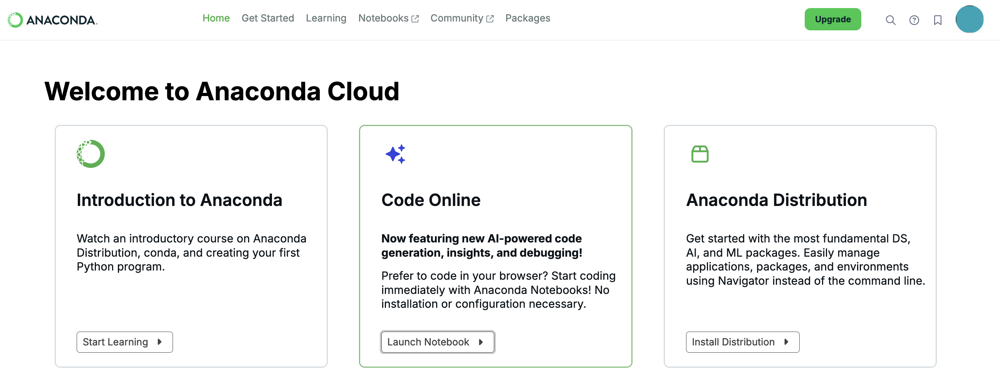 ANACONDA.
Home
Get Started
Learning
Notebooks
Community
Packages
Upgrade
Welcome to Anaconda Cloud
Introduction to Anaconda
Watch an introductory course on Anaconda
Distribution, conda, and creating your first
Python program.
Start Learning
Code Online
Now featuring new AI-powered code
generation, insights, and debugging!
Prefer to code in your browser? Start coding
immediately with Anaconda Notebooks! No
installation or configuration necessary.
Launch Notebook
Anaconda Distribution
Get started with the most fundamental DS,
AI, and ML packages. Easily manage
applications, packages, and environments
using Navigator instead of the command line.
Install Distribution